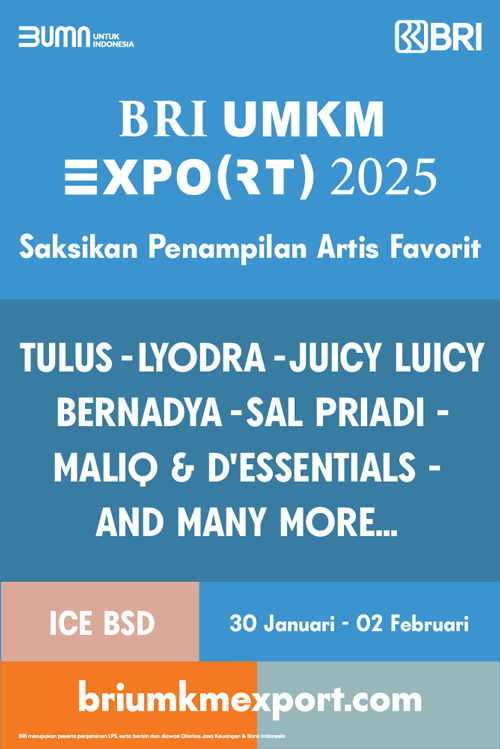 BUMN UNTUK INDONESIA
BRI
BRI UMKM
EXPO(RT) 2025
Saksikan Penampilan Artis Favorit
TULUS - LYODRA - JUICY LUICY
BERNADYA - SAL PRIADI -
MALIQ & D'ESSENTIALS -
AND MANY MORE...
ICE BSD
30 Januari - 02 Februari
briumkmexport.com
BRI merupakan peserta penjaminan LPS, serta berizin dan diawasi Otoritas Jasa Keuangan & Bank Indonesia